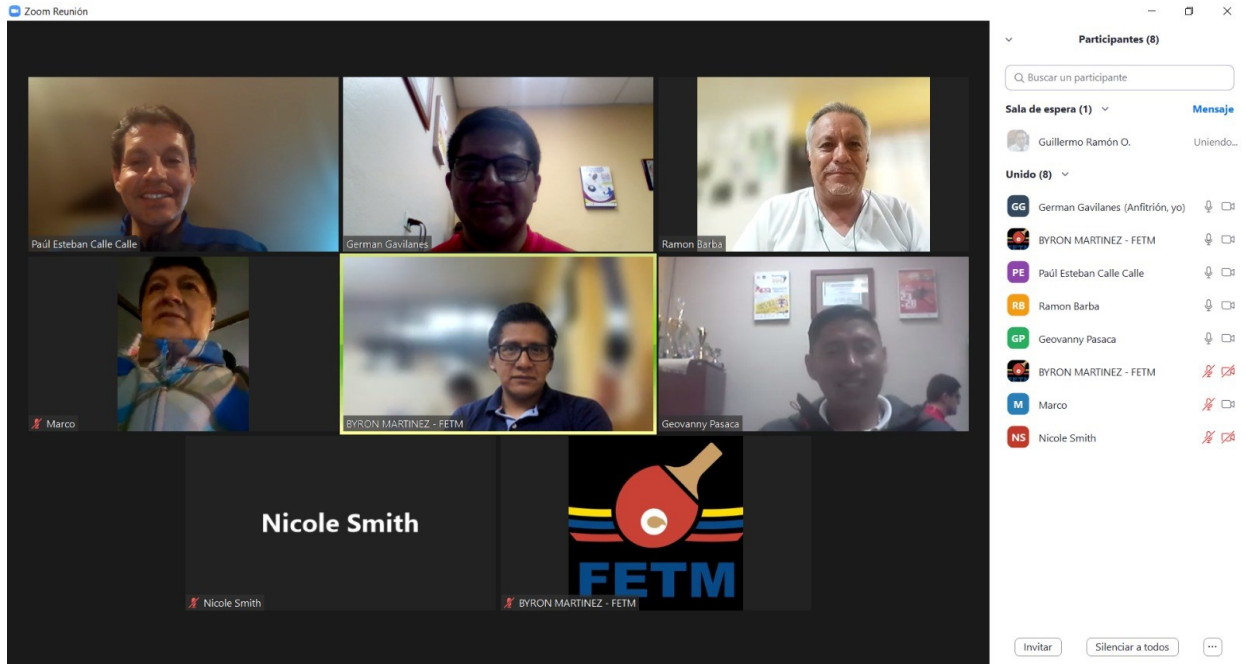 Zoom Reunión
Paúl Esteban Calle Calle
German Gavilanes
Ramon Barba
Marco
BYRON MARTINEZ - FETM
Geovanny Pasaca
Nicole Smith
Nicole Smith
FETM
BYRON MARTINEZ - FETM
Participantes (8)
Buscar un participante
Sala de espera (1)
Mensaje
Guillermo Ramón O.
Uniendo...
Unido (8)
GG German Gavilanes (Anfitrión, yo)
FETM BYRON MARTINEZ - FETM
PE Paúl Esteban Calle Calle
RB Ramon Barba
GP Geovanny Pasaca
FETM BYRON MARTINEZ - FETM
M Marco
NS Nicole Smith
Invitar
Silenciar a todos
...